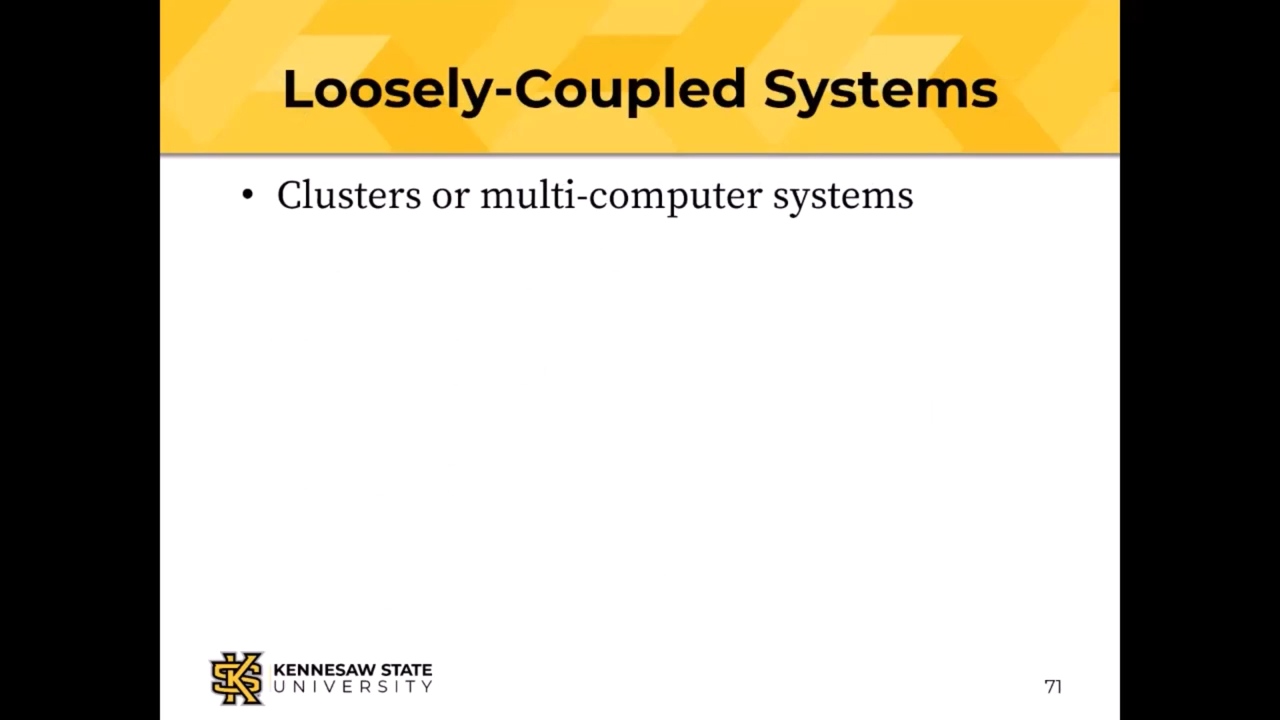 Loosely-Coupled Systems
• Clusters or multi-computer systems
KENNESAW STATE
UNIVERSITY
71